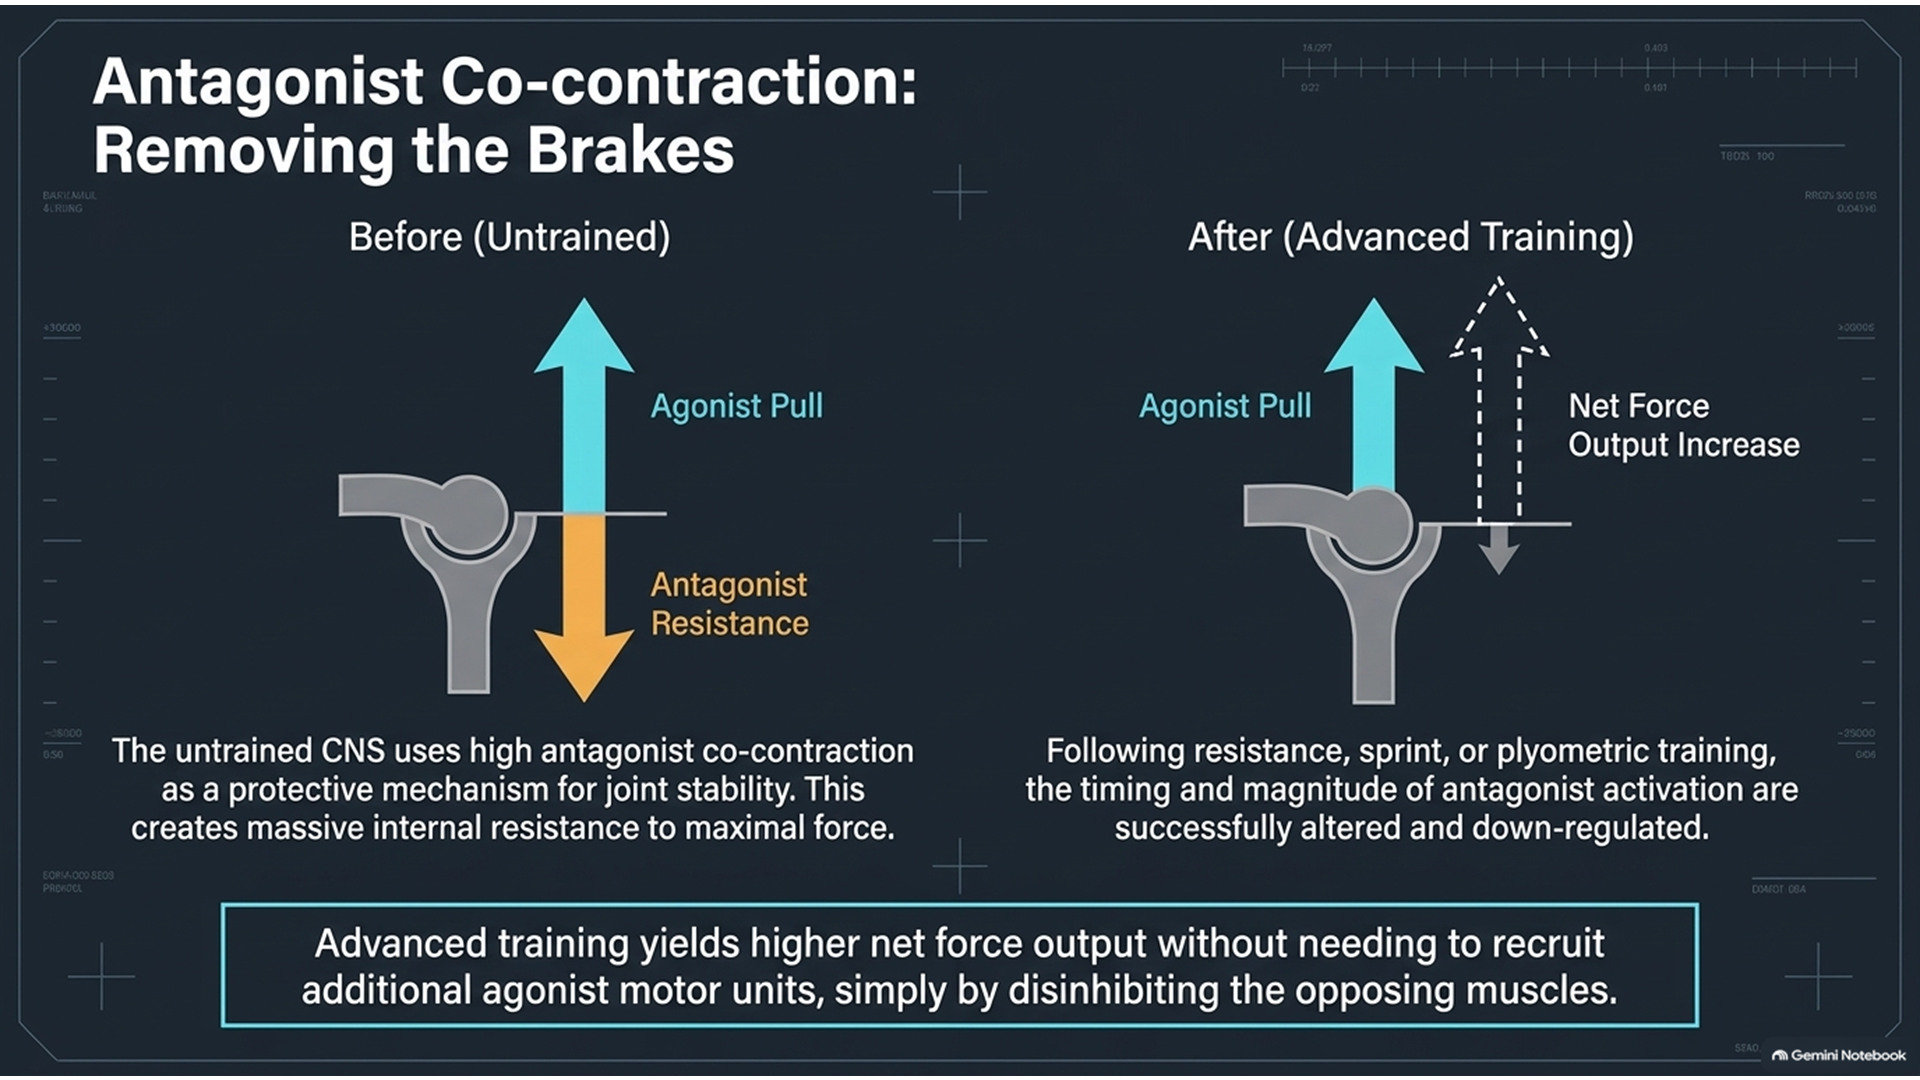 Antagonist Co-contraction:
Removing the Brakes
Before (Untrained)
Agonist Pull
Antagonist
Resistance
The untrained CNS uses high antagonist co-contraction
as a protective mechanism for joint stability. This
creates massive internal resistance to maximal force.
After (Advanced Training)
Agonist Pull
Net Force
Output Increase
Following resistance, sprint, or plyometric training,
the timing and magnitude of antagonist activation are
successfully altered and down-regulated.
Advanced training yields higher net force output without needing to recruit
additional agonist motor units, simply by disinhibiting the opposing muscles.
Gemini Notebook